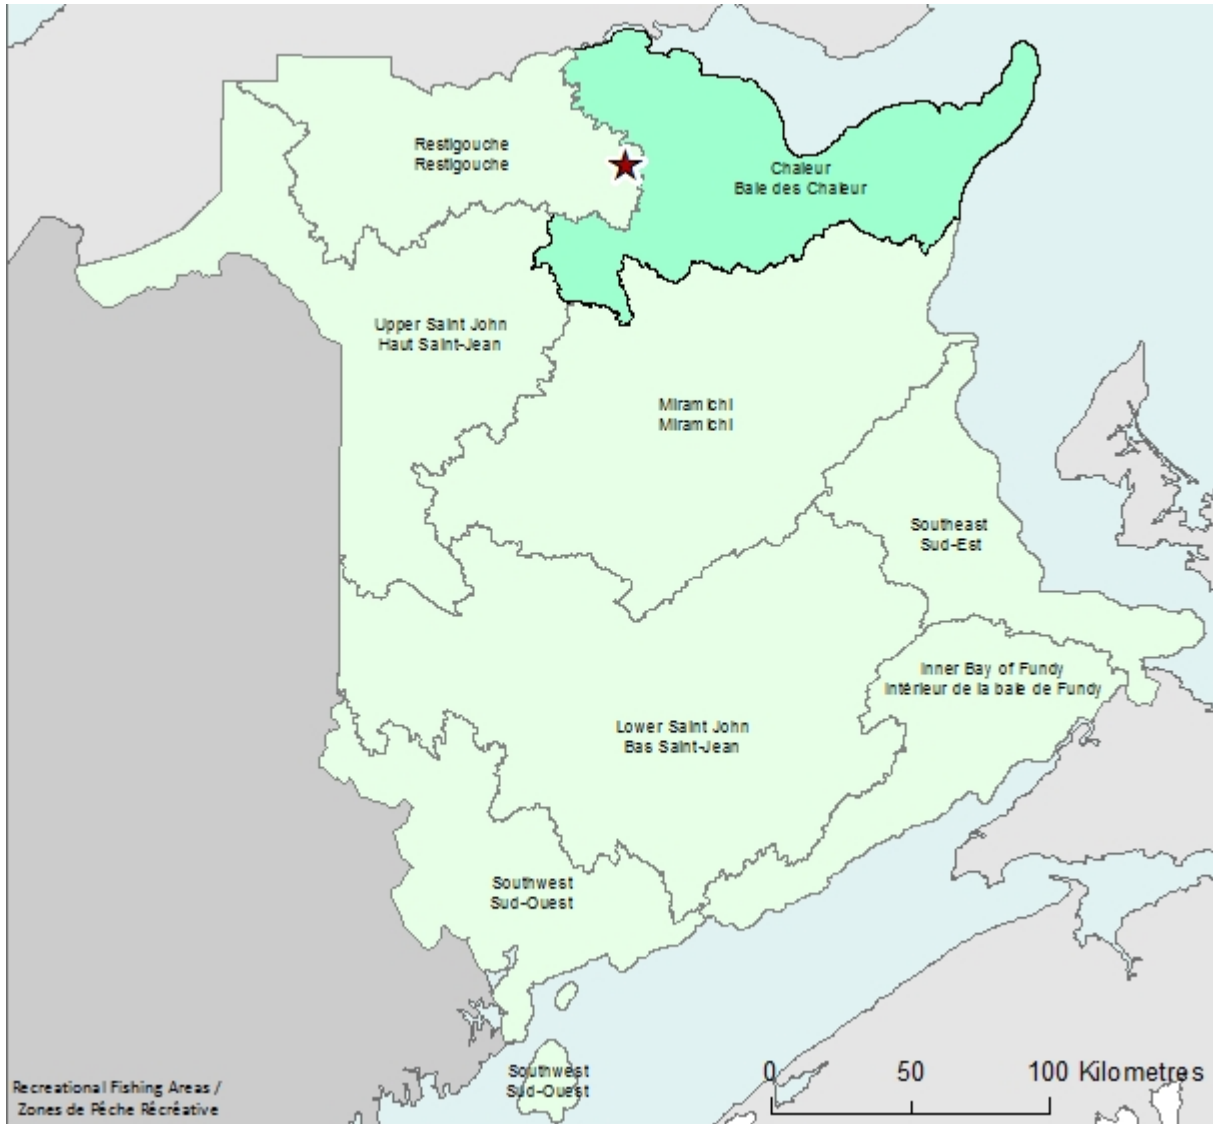 Restigouche
Restigouche
Chaleur
Baie des Chaleur
Upper Saint John
Haut Saint-Jean
Miramichi
Miramichi
Southeast
Sud-Est
Inner Bay of Fundy
Intérieur de la baie de Fundy
Lower Saint John
Bas Saint-Jean
Southwest
Sud-Ouest
Southwest
Sud-Ouest
0 50 100 Kilometres
Recreational Fishing Areas /
Zones de Pêche Récréative